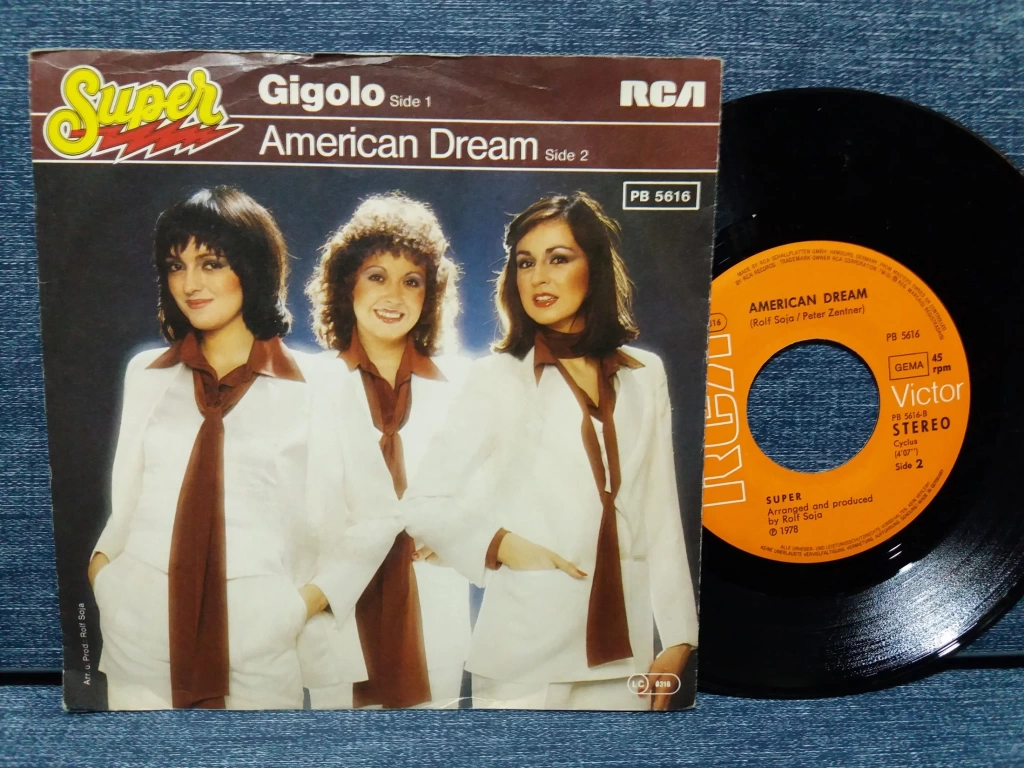 Super
Gigolo Side 1
RCA
American Dream Side 2
PB 5616
Arr. u. Prod.: Rolf Soja
LC 0316
AMERICAN DREAM
(Rolf Soja / Peter Zentner)
PB 5616
GEMA
45
rpm
RCA
Victor
PB 5616-B
STEREO
Cyclus
(4'07'')
Side 2
SUPER
Arranged and produced
by Rolf Soja
℗ 1978